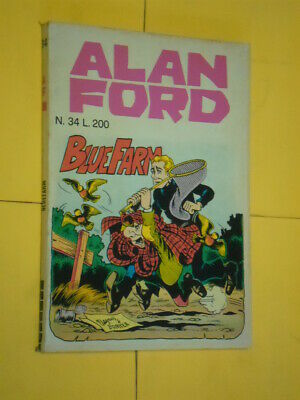 ALAN
FORD
N. 34 L. 200
BLUE FARM